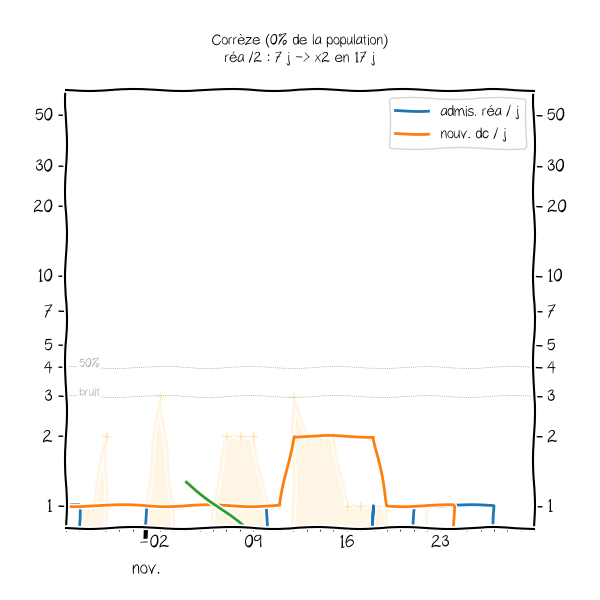 Corrèze (0% de la population)
réa /2 : 7 j -> x2 en 17 j
admis. réa / j
nouv. dc / j
50 50
30 30
20 20
10 10
7 7
5 5
50%
4 4
bruit
3 3
2 2
1 1
02 09 16 23
nov.